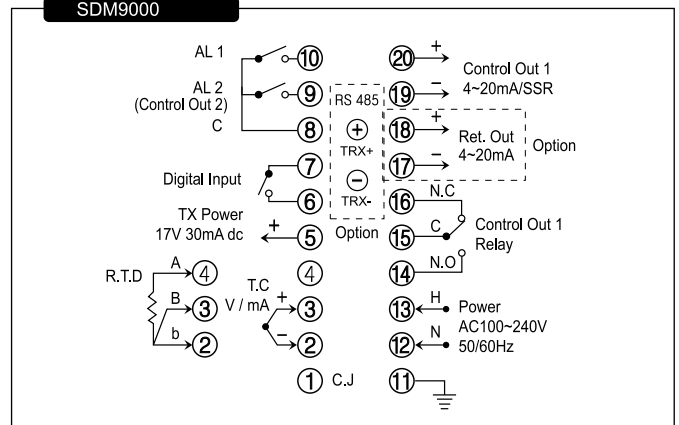 SDM9000
AL 1
10
20
+
Control Out 1
4~20mA/SSR
AL 2
(Control Out 2)
9
RS 485
19
−
C
8
+
TRX+
18
+
Ret. Out
4~20mA
Option
Digital Input
7
−
TRX-
17
−
6
16
N.C
TX Power
17V 30mA dc
+
5
Option
15
C
Control Out 1
Relay
R.T.D
A
4
4
14
N.O
B
3
T.C
V / mA
+
3
13
H
Power
AC100~240V
50/60Hz
b
2
−
2
12
N
1
C.J
11